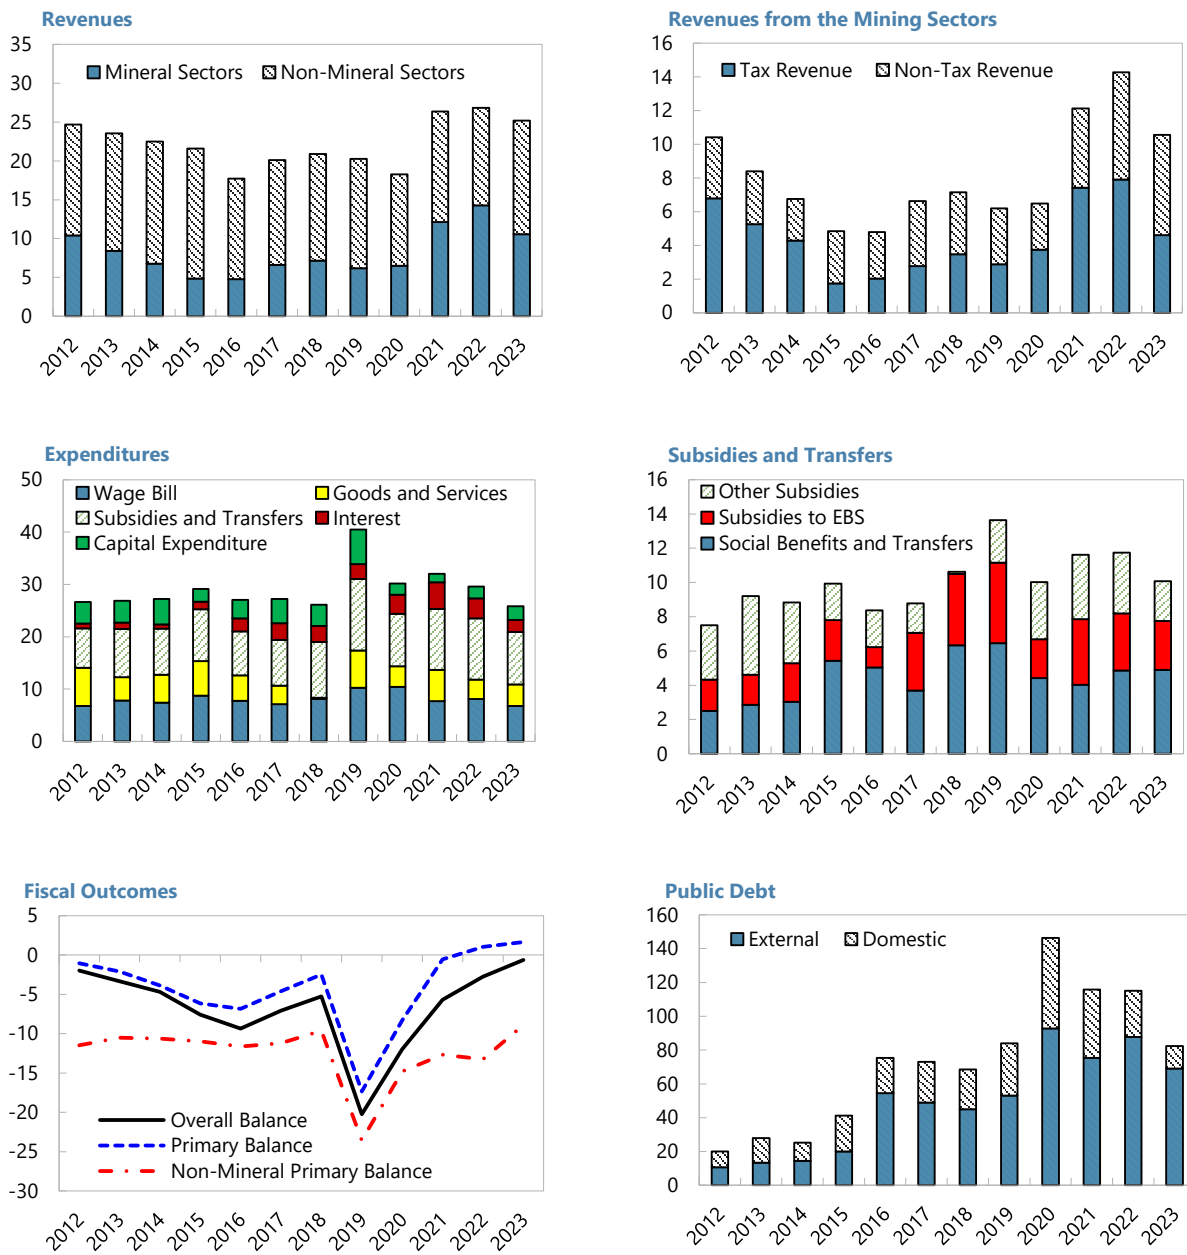 Revenues
35
30
25
20
15
10
5
0
Mineral Sectors
Non-Mineral Sectors
2012 2013 2014 2015 2016 2017 2018 2019 2020 2021 2022 2023
Revenues from the Mining Sectors
16
14
12
10
8
6
4
2
0
Tax Revenue
Non-Tax Revenue
2012 2013 2014 2015 2016 2017 2018 2019 2020 2021 2022 2023
Expenditures
50
40
30
20
10
0
Wage Bill
Goods and Services
Subsidies and Transfers
Interest
Capital Expenditure
2012 2013 2014 2015 2016 2017 2018 2019 2020 2021 2022 2023
Subsidies and Transfers
16
14
12
10
8
6
4
2
0
Other Subsidies
Subsidies to EBS
Social Benefits and Transfers
2012 2013 2014 2015 2016 2017 2018 2019 2020 2021 2022 2023
Fiscal Outcomes
5
0
-5
-10
-15
-20
-25
-30
Overall Balance
Primary Balance
Non-Mineral Primary Balance
2012 2013 2014 2015 2016 2017 2018 2019 2020 2021 2022 2023
Public Debt
160
140
120
100
80
60
40
20
0
External
Domestic
2012 2013 2014 2015 2016 2017 2018 2019 2020 2021 2022 2023